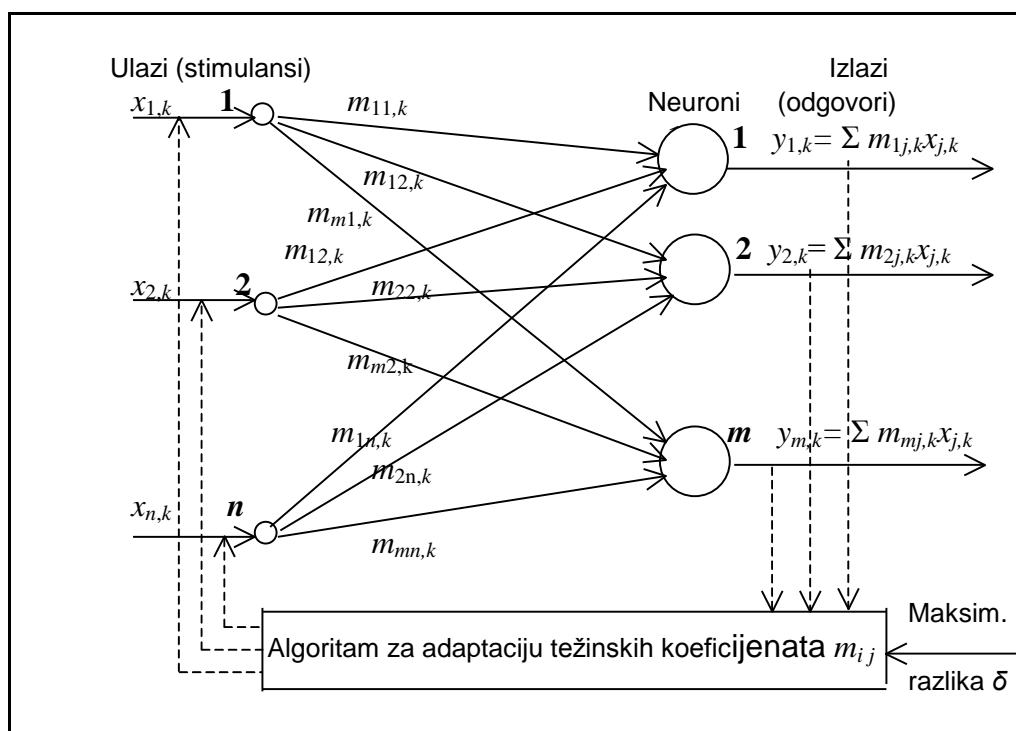 Ulazi (stimulansi)
Izlazi
Neuroni
(odgovori)
x1,k
1
m11,k
1
y1,k= Σ m1j,kxj,k
m12,k
mm1,k
m12,k
2
y2,k= Σ m2j,kxj,k
x2,k
2
m22,k
mm2,k
m1n,k
m
ym,k= Σ mmj,kxj,k
m2n,k
xn,k
n
mmn,k
Maksim.
Algoritam za adaptaciju težinskih koeficijenata mi j
razlika δ